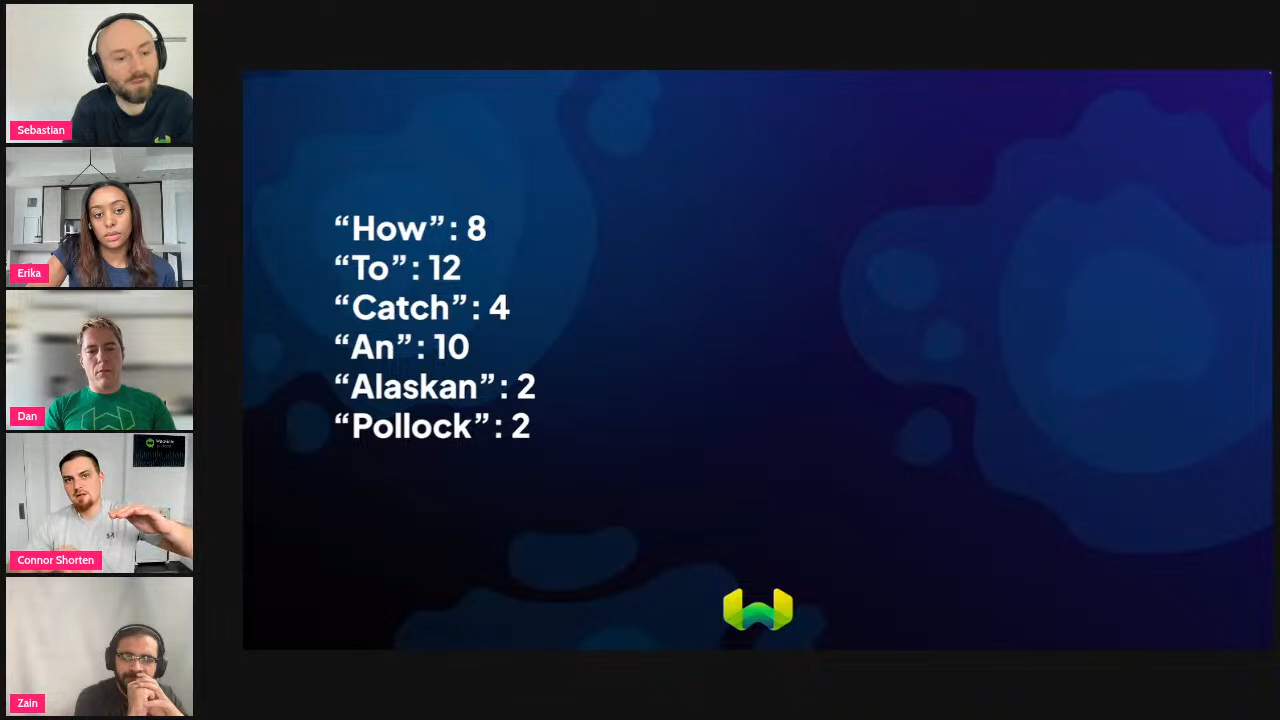 Sebastian
Erika
Dan
Connor Shorten
Zain
“How”: 8
“To”: 12
“Catch”: 4
“An”: 10
“Alaskan”: 2
“Pollock”: 2